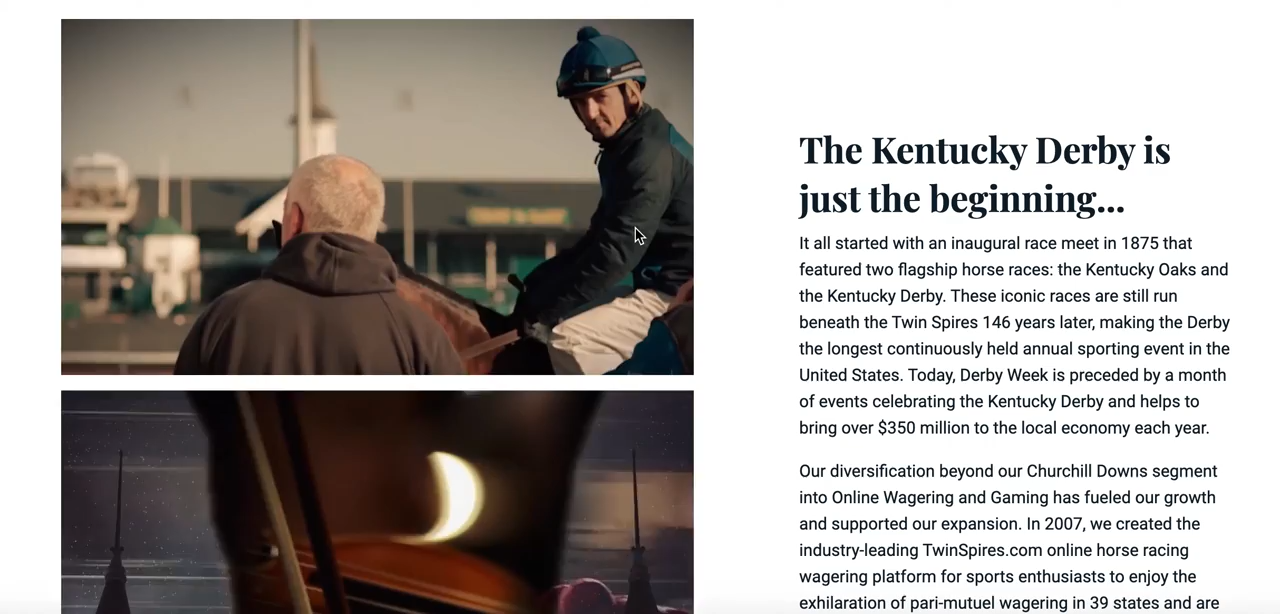 The Kentucky Derby is
just the beginning...
It all started with an inaugural race meet in 1875 that
featured two flagship horse races: the Kentucky Oaks and
the Kentucky Derby. These iconic races are still run
beneath the Twin Spires 146 years later, making the Derby
the longest continuously held annual sporting event in the
United States. Today, Derby Week is preceded by a month
of events celebrating the Kentucky Derby and helps to
bring over $350 million to the local economy each year.
Our diversification beyond our Churchill Downs segment
into Online Wagering and Gaming has fueled our growth
and supported our expansion. In 2007, we created the
industry-leading TwinSpires.com online horse racing
wagering platform for sports enthusiasts to enjoy the
exhilaration of pari-mutuel wagering in 39 states and are